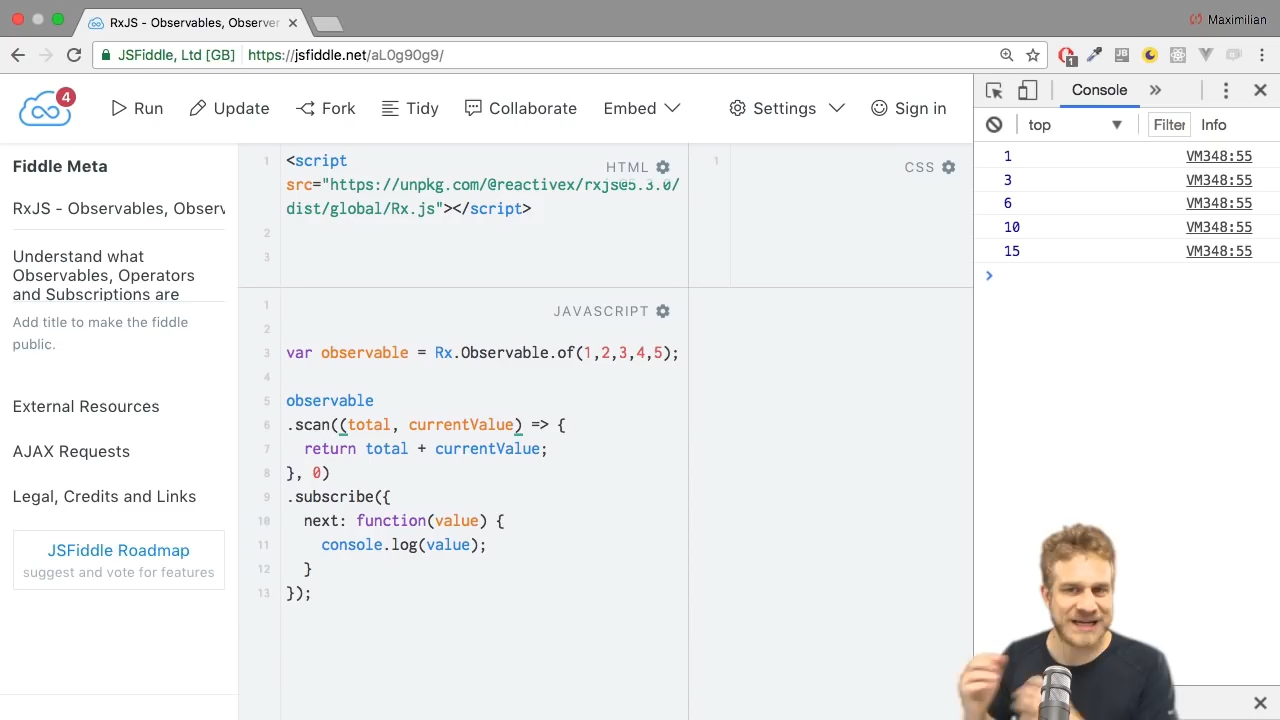 RxJS - Observables, Observer
Maximilian
JSFiddle, Ltd [GB]
https://jsfiddle.net/aL0g90g9/
1
JB
4
Run
Update
Fork
Tidy
Collaborate
Embed
Settings
Sign in
Console
top
Filter
Info
Fiddle Meta
RxJS - Observables, Observ
Understand what
Observables, Operators
and Subscriptions are
Add title to make the fiddle
public.
External Resources
AJAX Requests
Legal, Credits and Links
JSFiddle Roadmap
suggest and vote for features
HTML
1 <script
src="https://unpkg.com/@reactivex/rxjs@5.3.0/
dist/global/Rx.js"></script>
2
3
CSS
1
JAVASCRIPT
1
2
3 var observable = Rx.Observable.of(1,2,3,4,5);
4
5 observable
6 .scan((total, currentValue) => {
7 return total + currentValue;
8 }, 0)
9 .subscribe({
10 next: function(value) {
11 console.log(value);
12 }
13 });
1 VM348:55
3 VM348:55
6 VM348:55
10 VM348:55
15 VM348:55